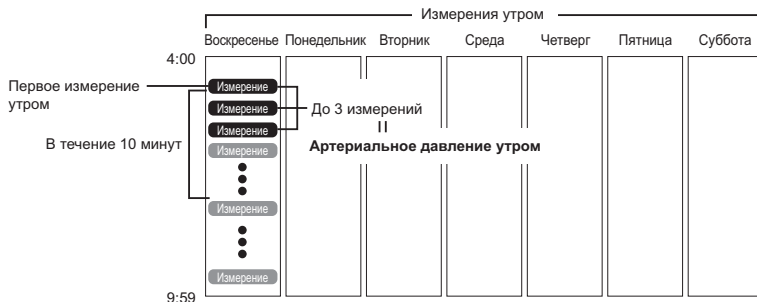 Измерения утром
Воскресенье Понедельник Вторник Среда Четверг Пятница Суббота
4:00
Первое измерение
утром
Измерение
Измерение
Измерение
До 3 измерений
=
Артериальное давление утром
В течение 10 минут
Измерение
Измерение
Измерение
9:59